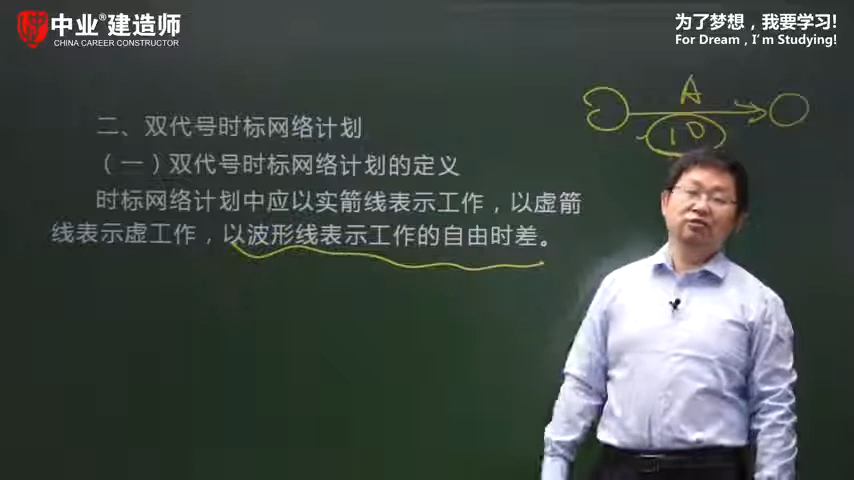 中业®建造师
CHINA CAREER CONSTRUCTOR
为了梦想，我要学习!
For Dream , I'm Studying!
A
10
二、双代号时标网络计划
（一）双代号时标网络计划的定义
时标网络计划中应以实箭线表示工作，以虚箭
线表示虚工作，以波形线表示工作的自由时差。